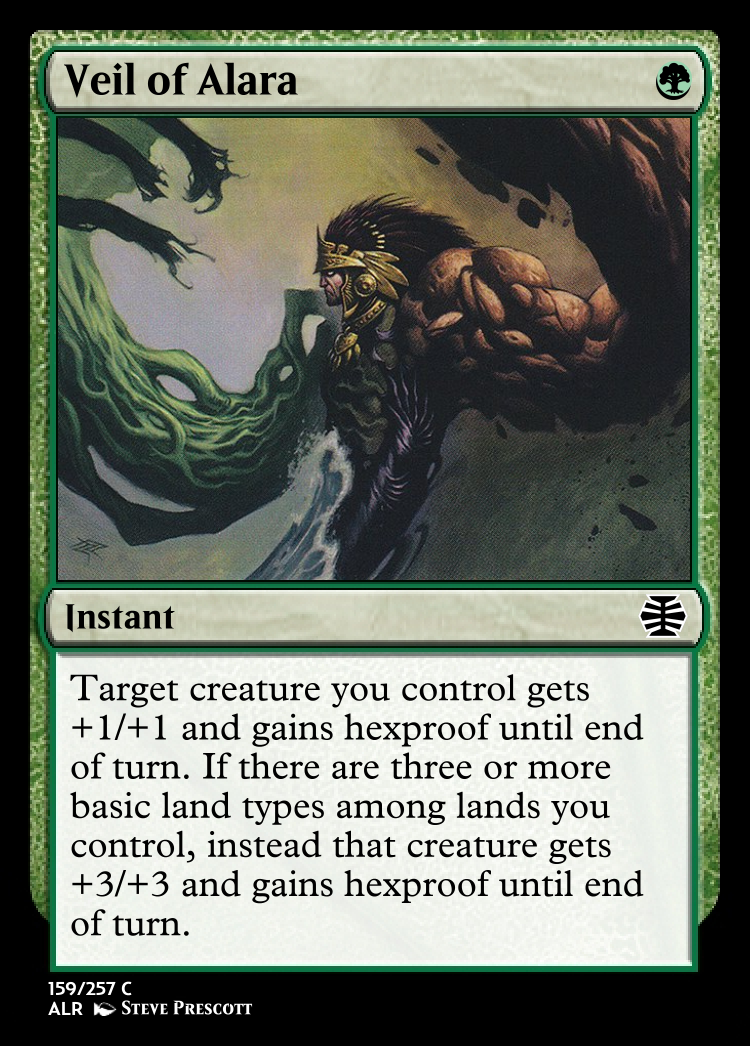 Veil of Alara
Instant
Target creature you control gets
+1/+1 and gains hexproof until end
of turn. If there are three or more
basic land types among lands you
control, instead that creature gets
+3/+3 and gains hexproof until end
of turn.
159/257 C
ALR Steve Prescott